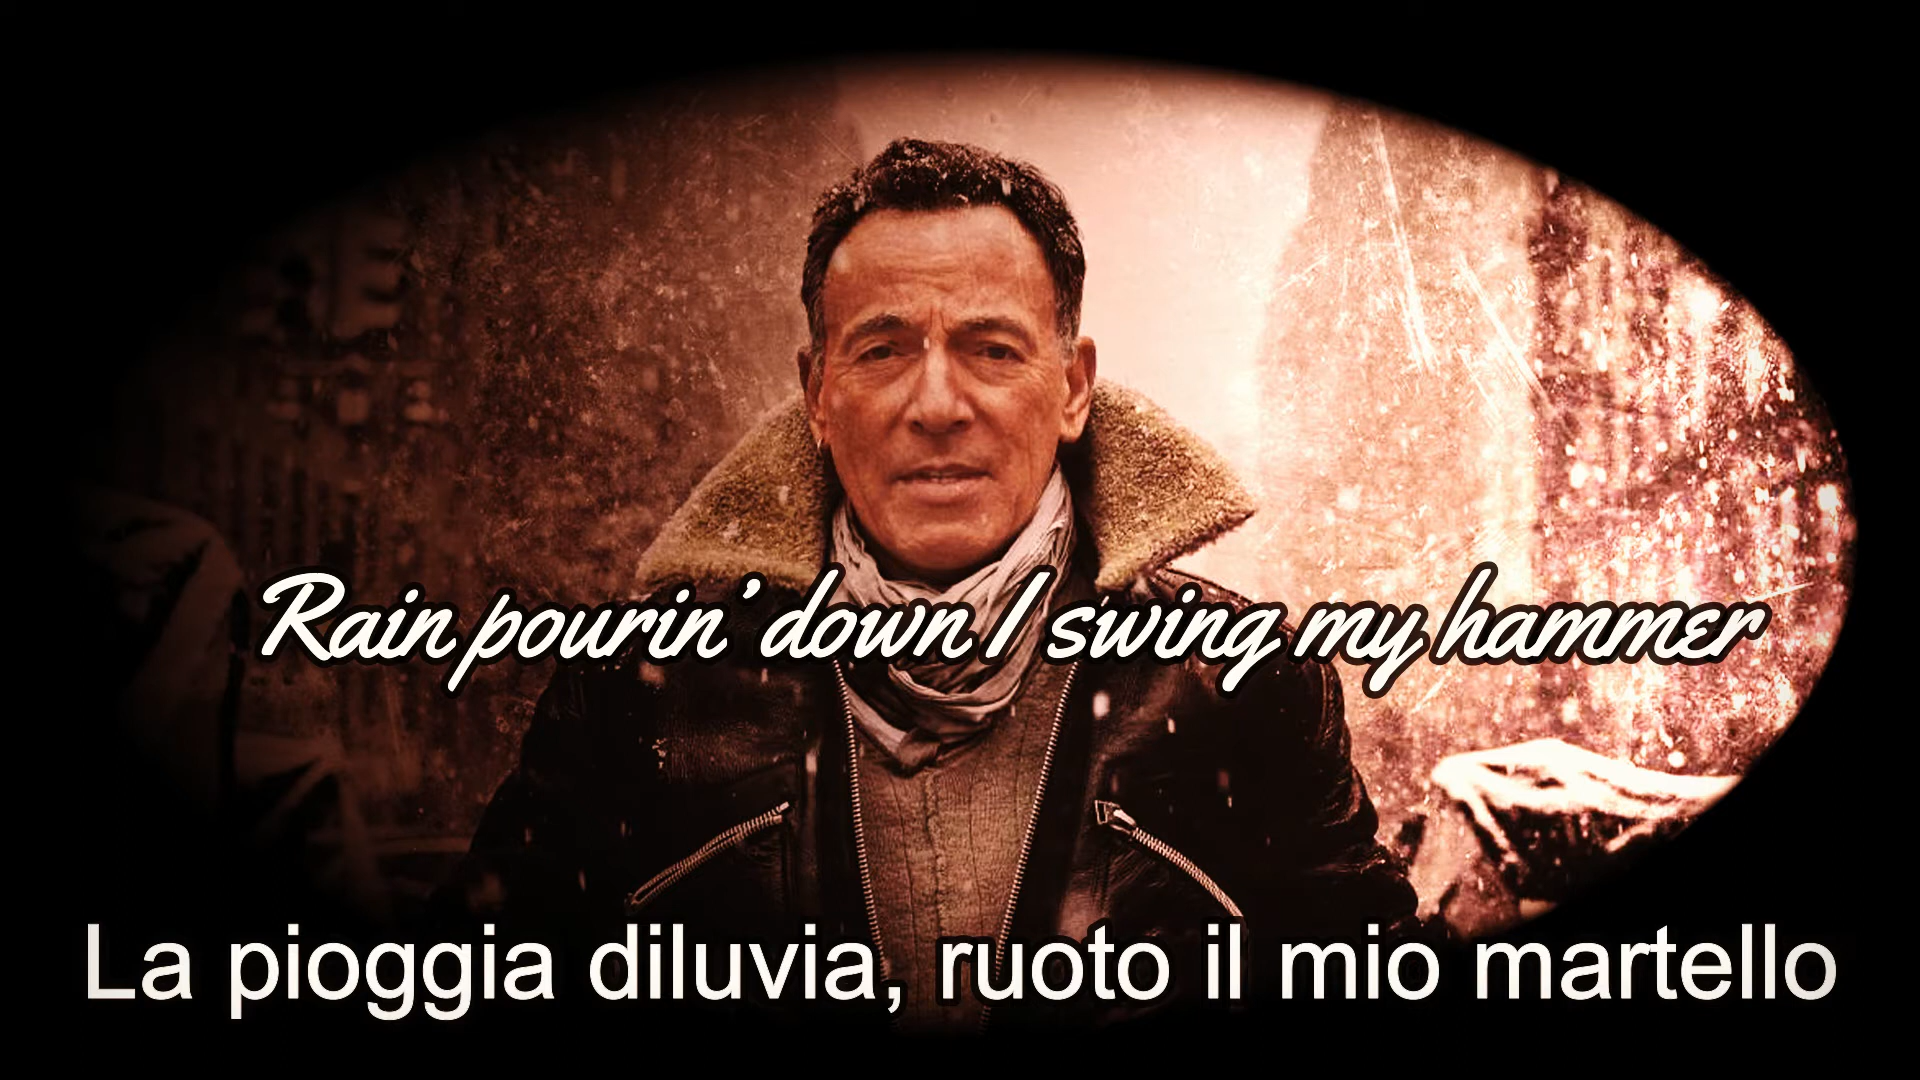 Rain pourin' down I swing my hammer
La pioggia diluvia, ruoto il mio martello